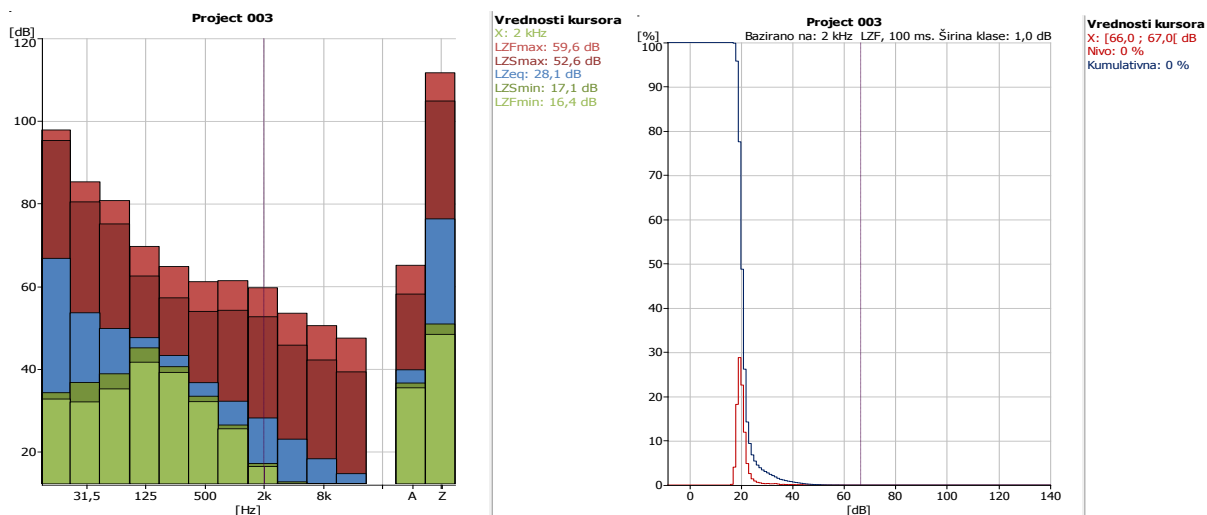 Project 003
[dB]
120
100
80
60
40
20
31,5
125
500
2k
8k
A
Z
[Hz]
Vrednosti kursora
X: 2 kHz
LZFmax: 59,6 dB
LZSmax: 52,6 dB
LZeq: 28,1 dB
LZSmin: 17,1 dB
LZFmin: 16,4 dB
Project 003
[%]
Bazirano na: 2 kHz LZF, 100 ms. Širina klase: 1,0 dB
100
90
80
70
60
50
40
30
20
10
0
0
20
40
60
80
100
120
140
[dB]
Vrednosti kursora
X: [66,0 ; 67,0[ dB
Nivo: 0 %
Kumulativna: 0 %